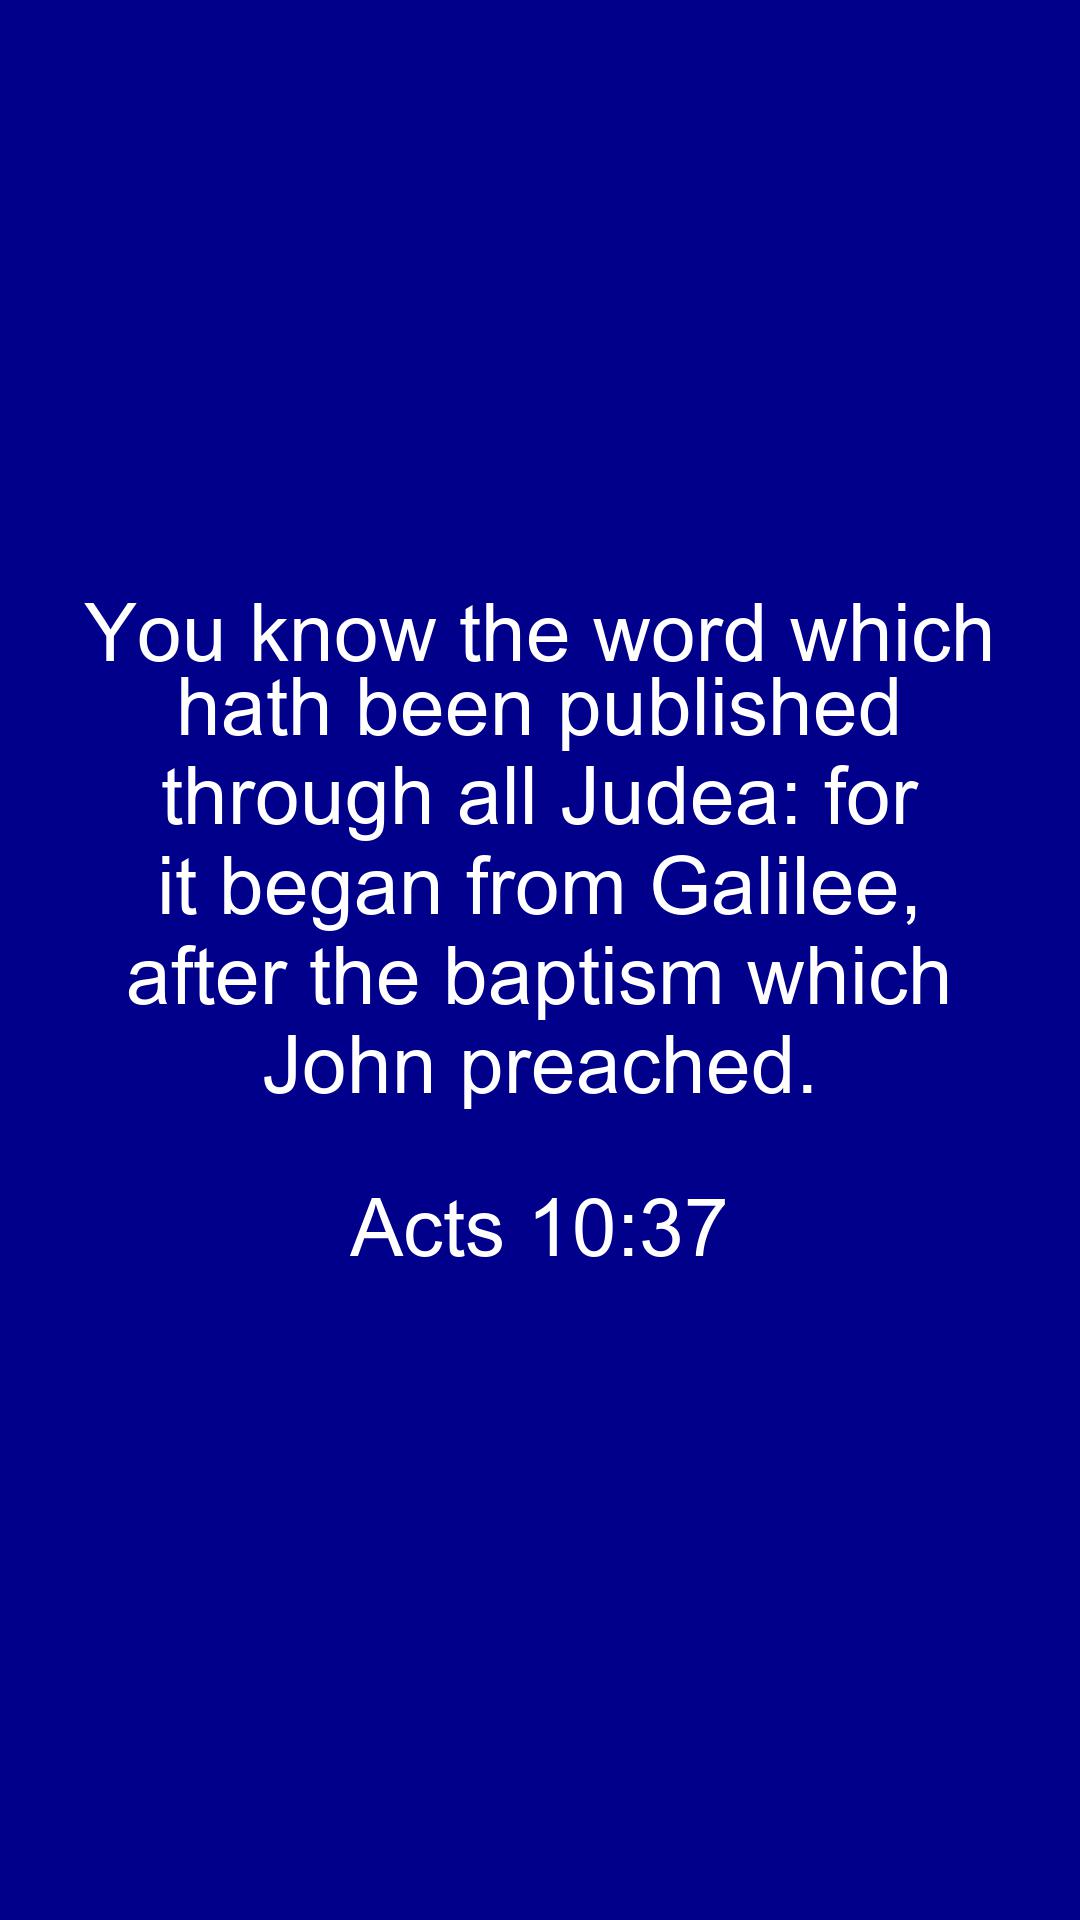 You know the word which
hath been published
through all Judea: for
it began from Galilee,
after the baptism which
John preached.
Acts 10:37